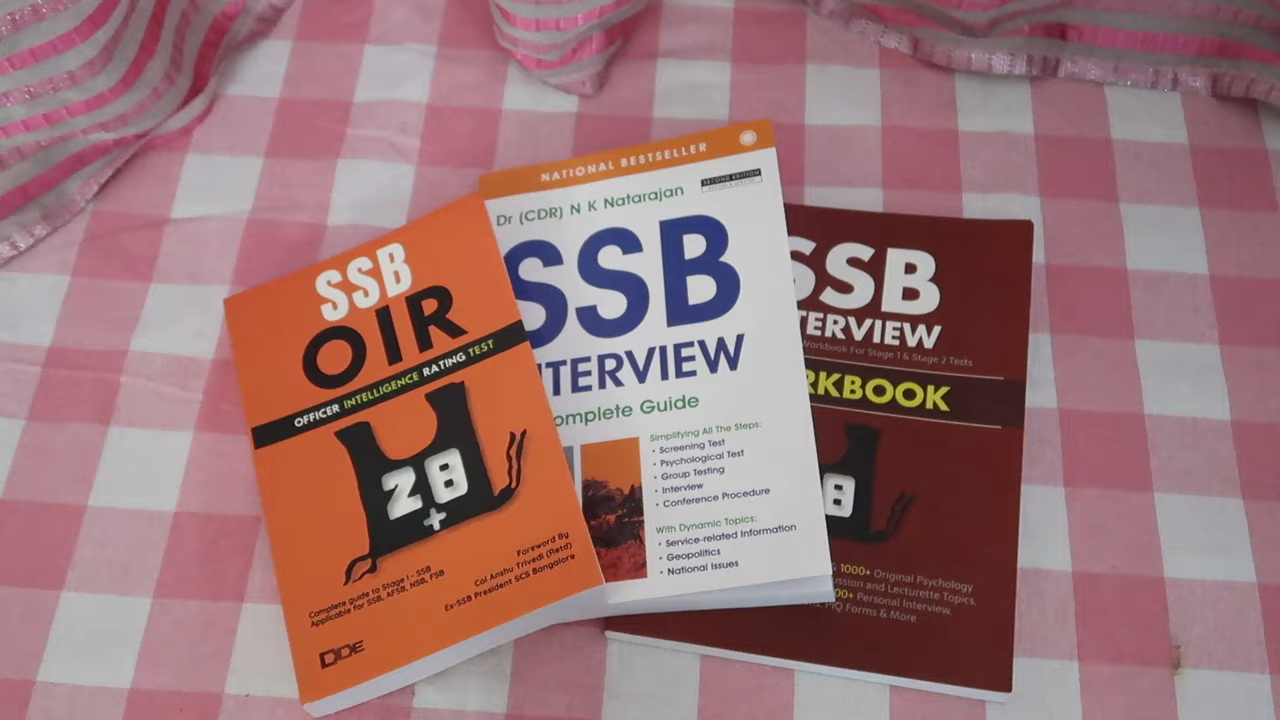 SSB
OIR
OFFICER INTELLIGENCE RATING TEST
28
+
Foreword By
Col Anshu Trivedi (Retd)
Ex-SSB President SCS Bangalore
Complete guide to Stage I - SSB
Applicable for SSB, AFSB, NSB, FSB
DDE
NATIONAL BESTSELLER
SECOND EDITION
Dr (CDR) N K Natarajan
SSB
NTERVIEW
omplete Guide
Simplifying All The Steps:
• Screening Test
• Psychological Test
• Group Testing
• Interview
• Conference Procedure
With Dynamic Topics:
• Service-related Information
• Geopolitics
• National Issues
SSB
TERVIEW
Workbook For Stage 1 & Stage 2 Tests
RKBOOK
8
1000+ Original Psychology
ussion and Lecturette Topics,
00+ Personal Interview,
PIQ Forms & More